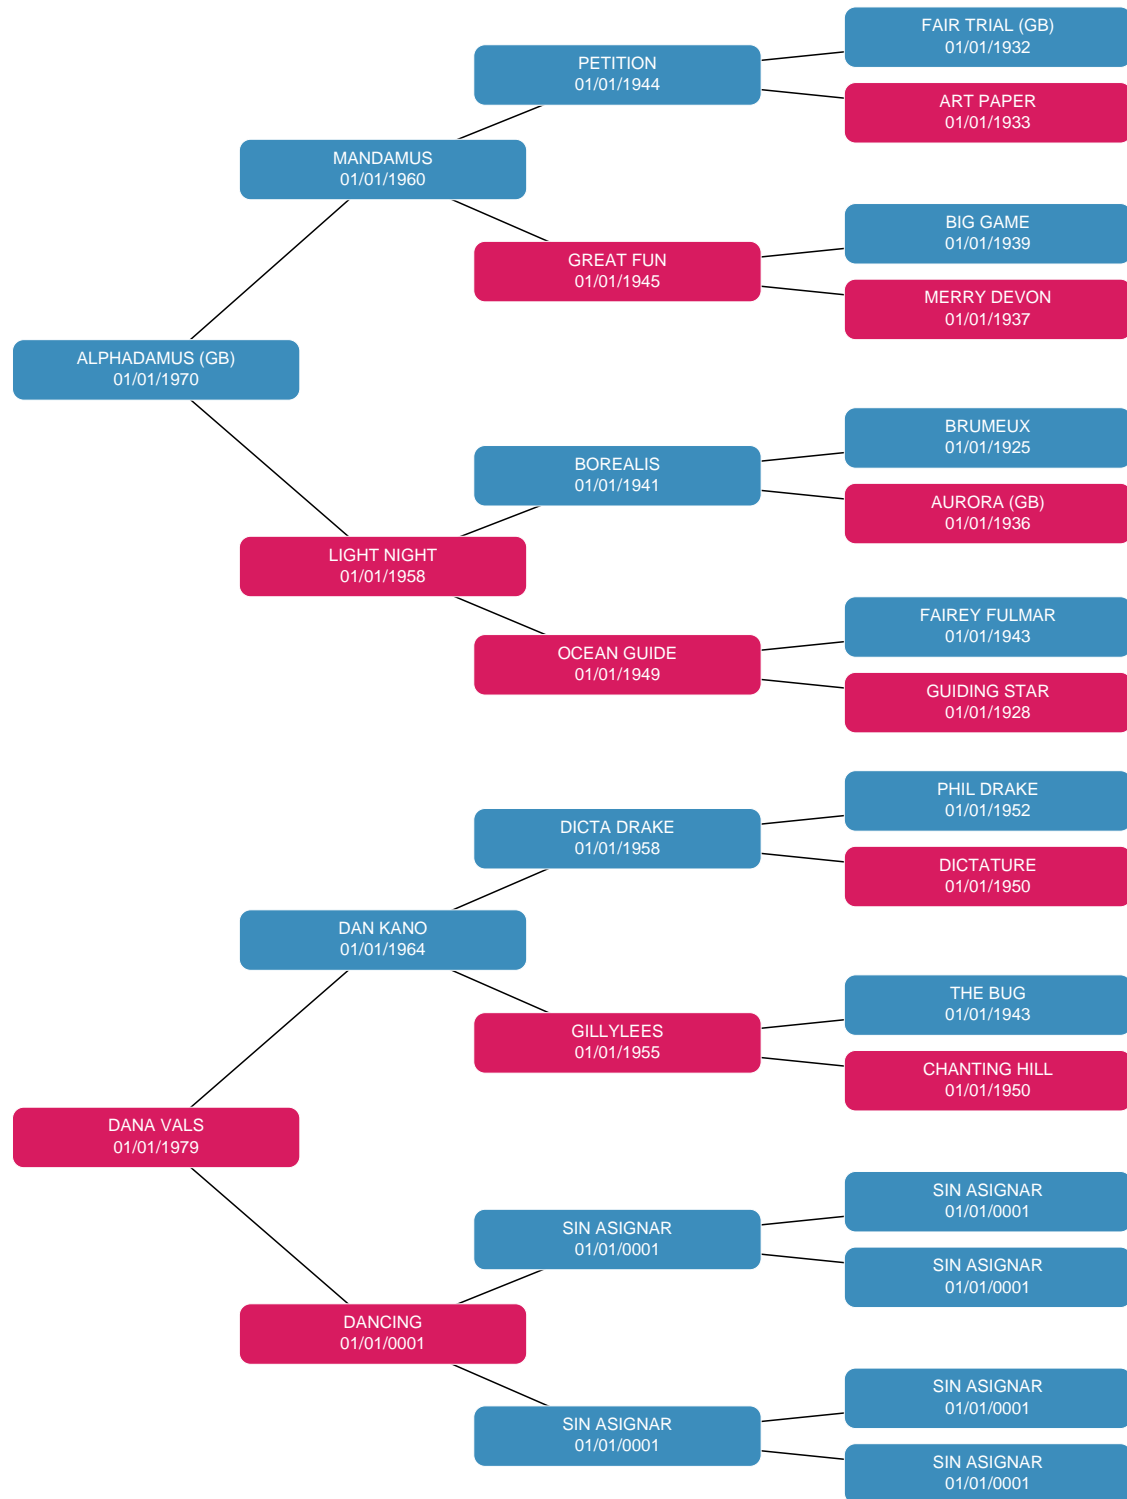 FAIR TRIAL (GB)
01/01/1932
PETITION
01/01/1944
ART PAPER
01/01/1933
MANDAMUS
01/01/1960
BIG GAME
01/01/1939
GREAT FUN
01/01/1945
MERRY DEVON
01/01/1937
ALPHADAMUS (GB)
01/01/1970
BRUMEUX
01/01/1925
BOREALIS
01/01/1941
AURORA (GB)
01/01/1936
LIGHT NIGHT
01/01/1958
FAIREY FULMAR
01/01/1943
OCEAN GUIDE
01/01/1949
GUIDING STAR
01/01/1928
PHIL DRAKE
01/01/1952
DICTA DRAKE
01/01/1958
DICTATURE
01/01/1950
DAN KANO
01/01/1964
THE BUG
01/01/1943
GILLYLEES
01/01/1955
CHANTING HILL
01/01/1950
DANA VALS
01/01/1979
SIN ASIGNAR
01/01/0001
SIN ASIGNAR
01/01/0001
SIN ASIGNAR
01/01/0001
DANCING
01/01/0001
SIN ASIGNAR
01/01/0001
SIN ASIGNAR
01/01/0001
SIN ASIGNAR
01/01/0001